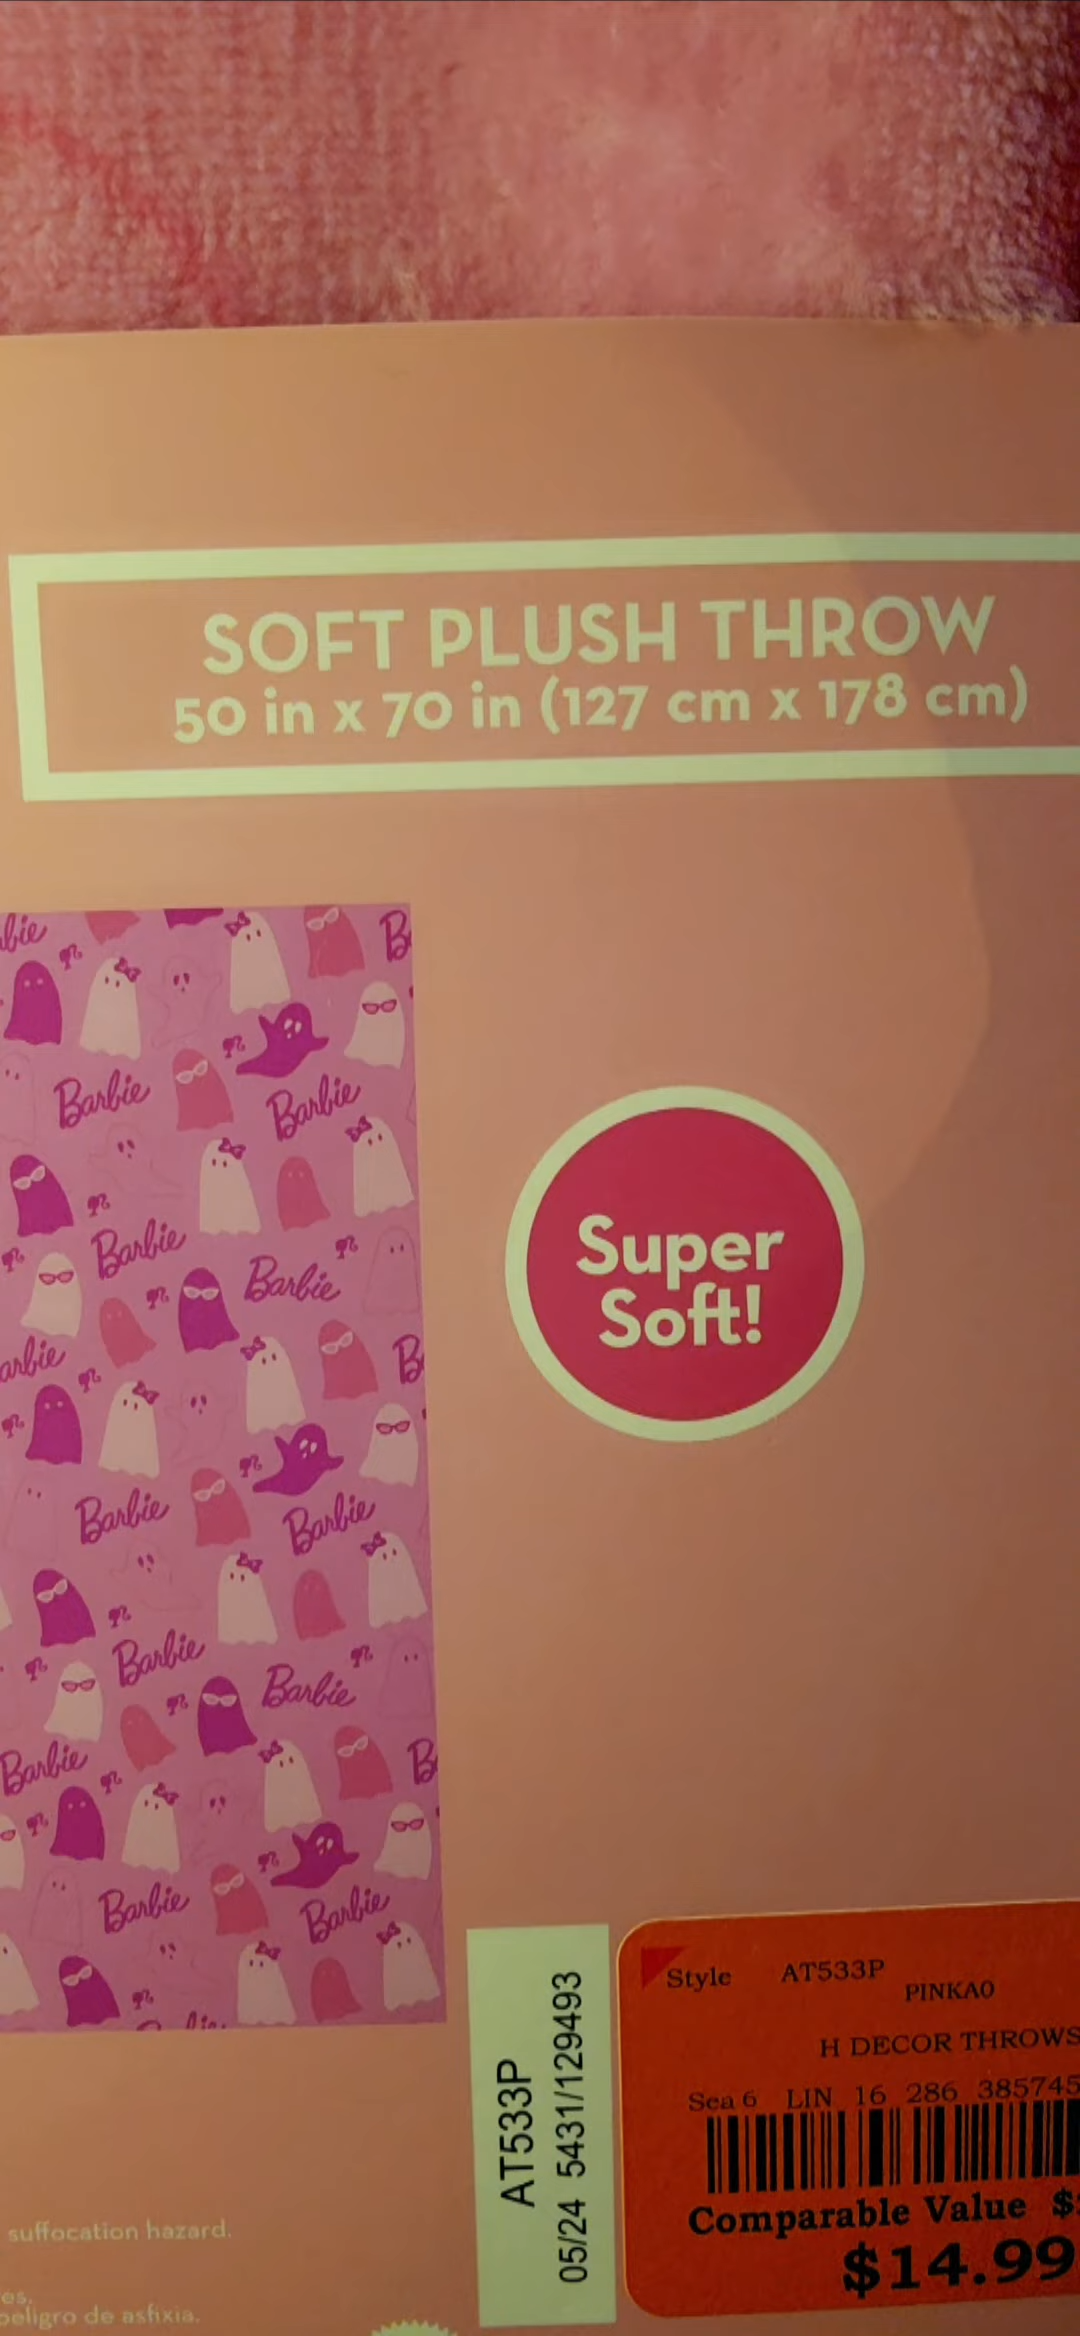 SOFT PLUSH THROW
50 in x 70 in (127 cm x 178 cm)
Barbie
Barbie
Barbie
Barbie
Barbie
Barbie
Barbie
Barbie
Barbie
Barbie
Barbie
Super
Soft!
AT533P
05/24 5431/129493
Style AT533P
PINKA0
H DECOR THROWS
Sea 6 LIN 16 286 385745
Comparable Value $
$14.99
suffocation hazard.
es.
peligro de asfixia.